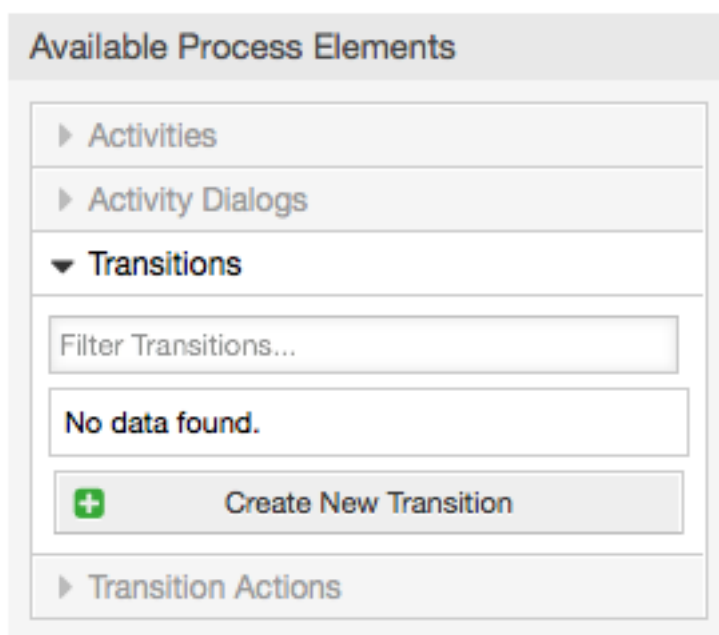 Available Process Elements
Activities
Activity Dialogs
Transitions
Filter Transitions...
No data found.
Create New Transition
Transition Actions